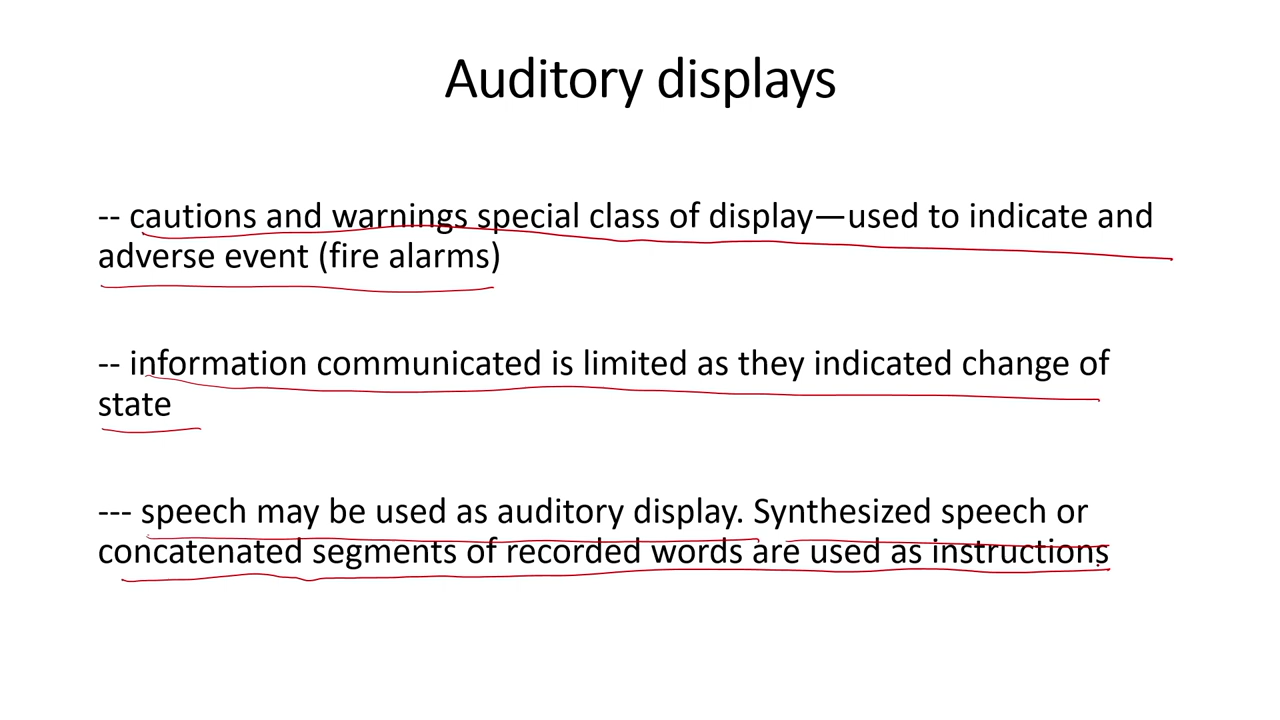 Auditory displays
-- cautions and warnings special class of display—used to indicate and
adverse event (fire alarms)
-- information communicated is limited as they indicated change of
state
--- speech may be used as auditory display. Synthesized speech or
concatenated segments of recorded words are used as instructions